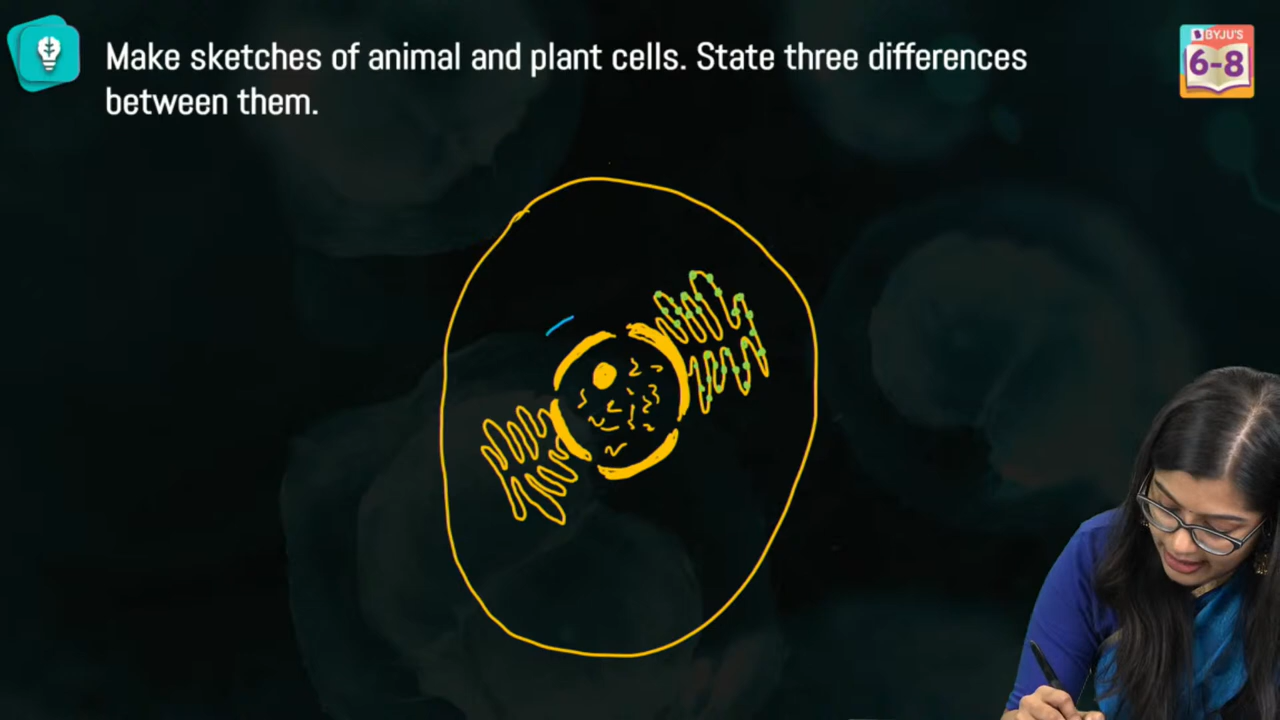 Make sketches of animal and plant cells. State three differences
between them.
BYJU'S
6-8